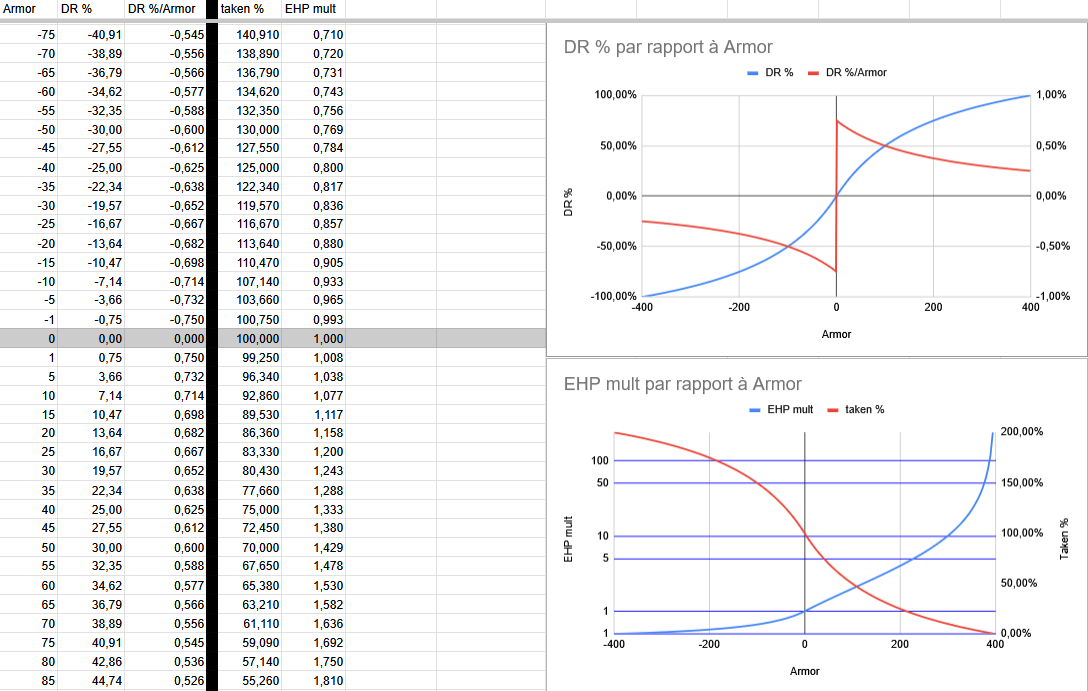 Armor DR % DR %/Armor taken % EHP mult
-75 -40,91 -0,545 140,910 0,710
-70 -38,89 -0,556 138,890 0,720
-65 -36,79 -0,566 136,790 0,731
-60 -34,62 -0,577 134,620 0,743
-55 -32,35 -0,588 132,350 0,756
-50 -30,00 -0,600 130,000 0,769
-45 -27,55 -0,612 127,550 0,784
-40 -25,00 -0,625 125,000 0,800
-35 -22,34 -0,638 122,340 0,817
-30 -19,57 -0,652 119,570 0,836
-25 -16,67 -0,667 116,670 0,857
-20 -13,64 -0,682 113,640 0,880
-15 -10,47 -0,698 110,470 0,905
-10 -7,14 -0,714 107,140 0,933
-5 -3,66 -0,732 103,660 0,965
-1 -0,75 -0,750 100,750 0,993
0 0,00 0,000 100,000 1,000
1 0,75 0,750 99,250 1,008
5 3,66 0,732 96,340 1,038
10 7,14 0,714 92,860 1,077
15 10,47 0,698 89,530 1,117
20 13,64 0,682 86,360 1,158
25 16,67 0,667 83,330 1,200
30 19,57 0,652 80,430 1,243
35 22,34 0,638 77,660 1,288
40 25,00 0,625 75,000 1,333
45 27,55 0,612 72,450 1,380
50 30,00 0,600 70,000 1,429
55 32,35 0,588 67,650 1,478
60 34,62 0,577 65,380 1,530
65 36,79 0,566 63,210 1,582
70 38,89 0,556 61,110 1,636
75 40,91 0,545 59,090 1,692
80 42,86 0,536 57,140 1,750
85 44,74 0,526 55,260 1,810
DR % par rapport à Armor
DR % DR %/Armor
100,00% 1,00%
50,00% 0,50%
0,00% 0,00%
-50,00% -0,50%
-100,00% -1,00%
DR %
-400 -200 0 200 400
Armor
EHP mult par rapport à Armor
EHP mult taken %
200,00%
100
50 150,00%
10 100,00%
5
50,00%
1
1 0,00%
EHP mult
Taken %
-400 -200 0 200 400
Armor